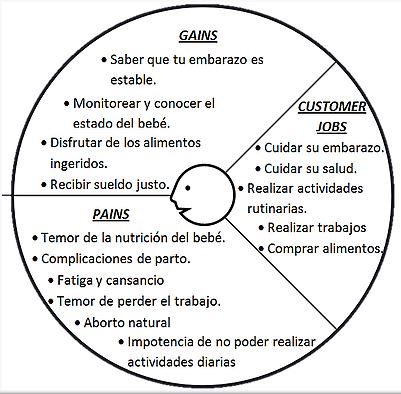 GAINS
• Saber que tu embarazo es
estable.
• Monitorear y conocer el
estado del bebé.
• Disfrutar de los alimentos
ingeridos.
• Recibir sueldo justo.
CUSTOMER
JOBS
• Cuidar su embarazo.
• Cuidar su salud.
• Realizar actividades
rutinarias.
• Realizar trabajos
• Comprar alimentos.
PAINS
• Temor de la nutrición del bebé.
• Complicaciones de parto.
• Fatiga y cansancio
• Temor de perder el trabajo.
• Aborto natural
• Impotencia de no poder realizar
actividades diarias